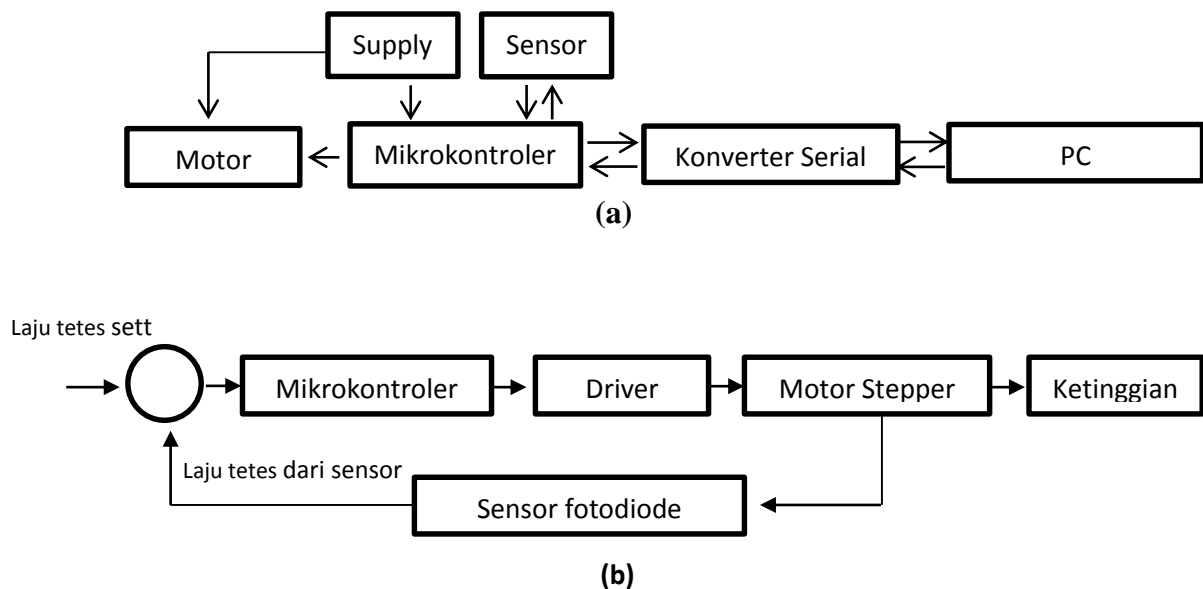 Supply
Sensor
Motor
Mikrokontroler
Konverter Serial
PC
(a)
Laju tetes sett
Mikrokontroler
Driver
Motor Stepper
Ketinggian
Laju tetes dari sensor
Sensor fotodiode
(b)